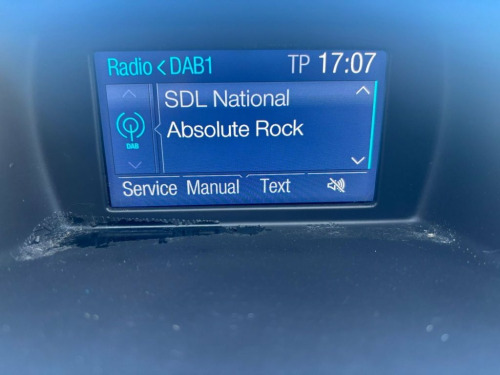 Radio < DAB1 TP 17:07
SDL National
DAB
Absolute Rock
Service Manual Text